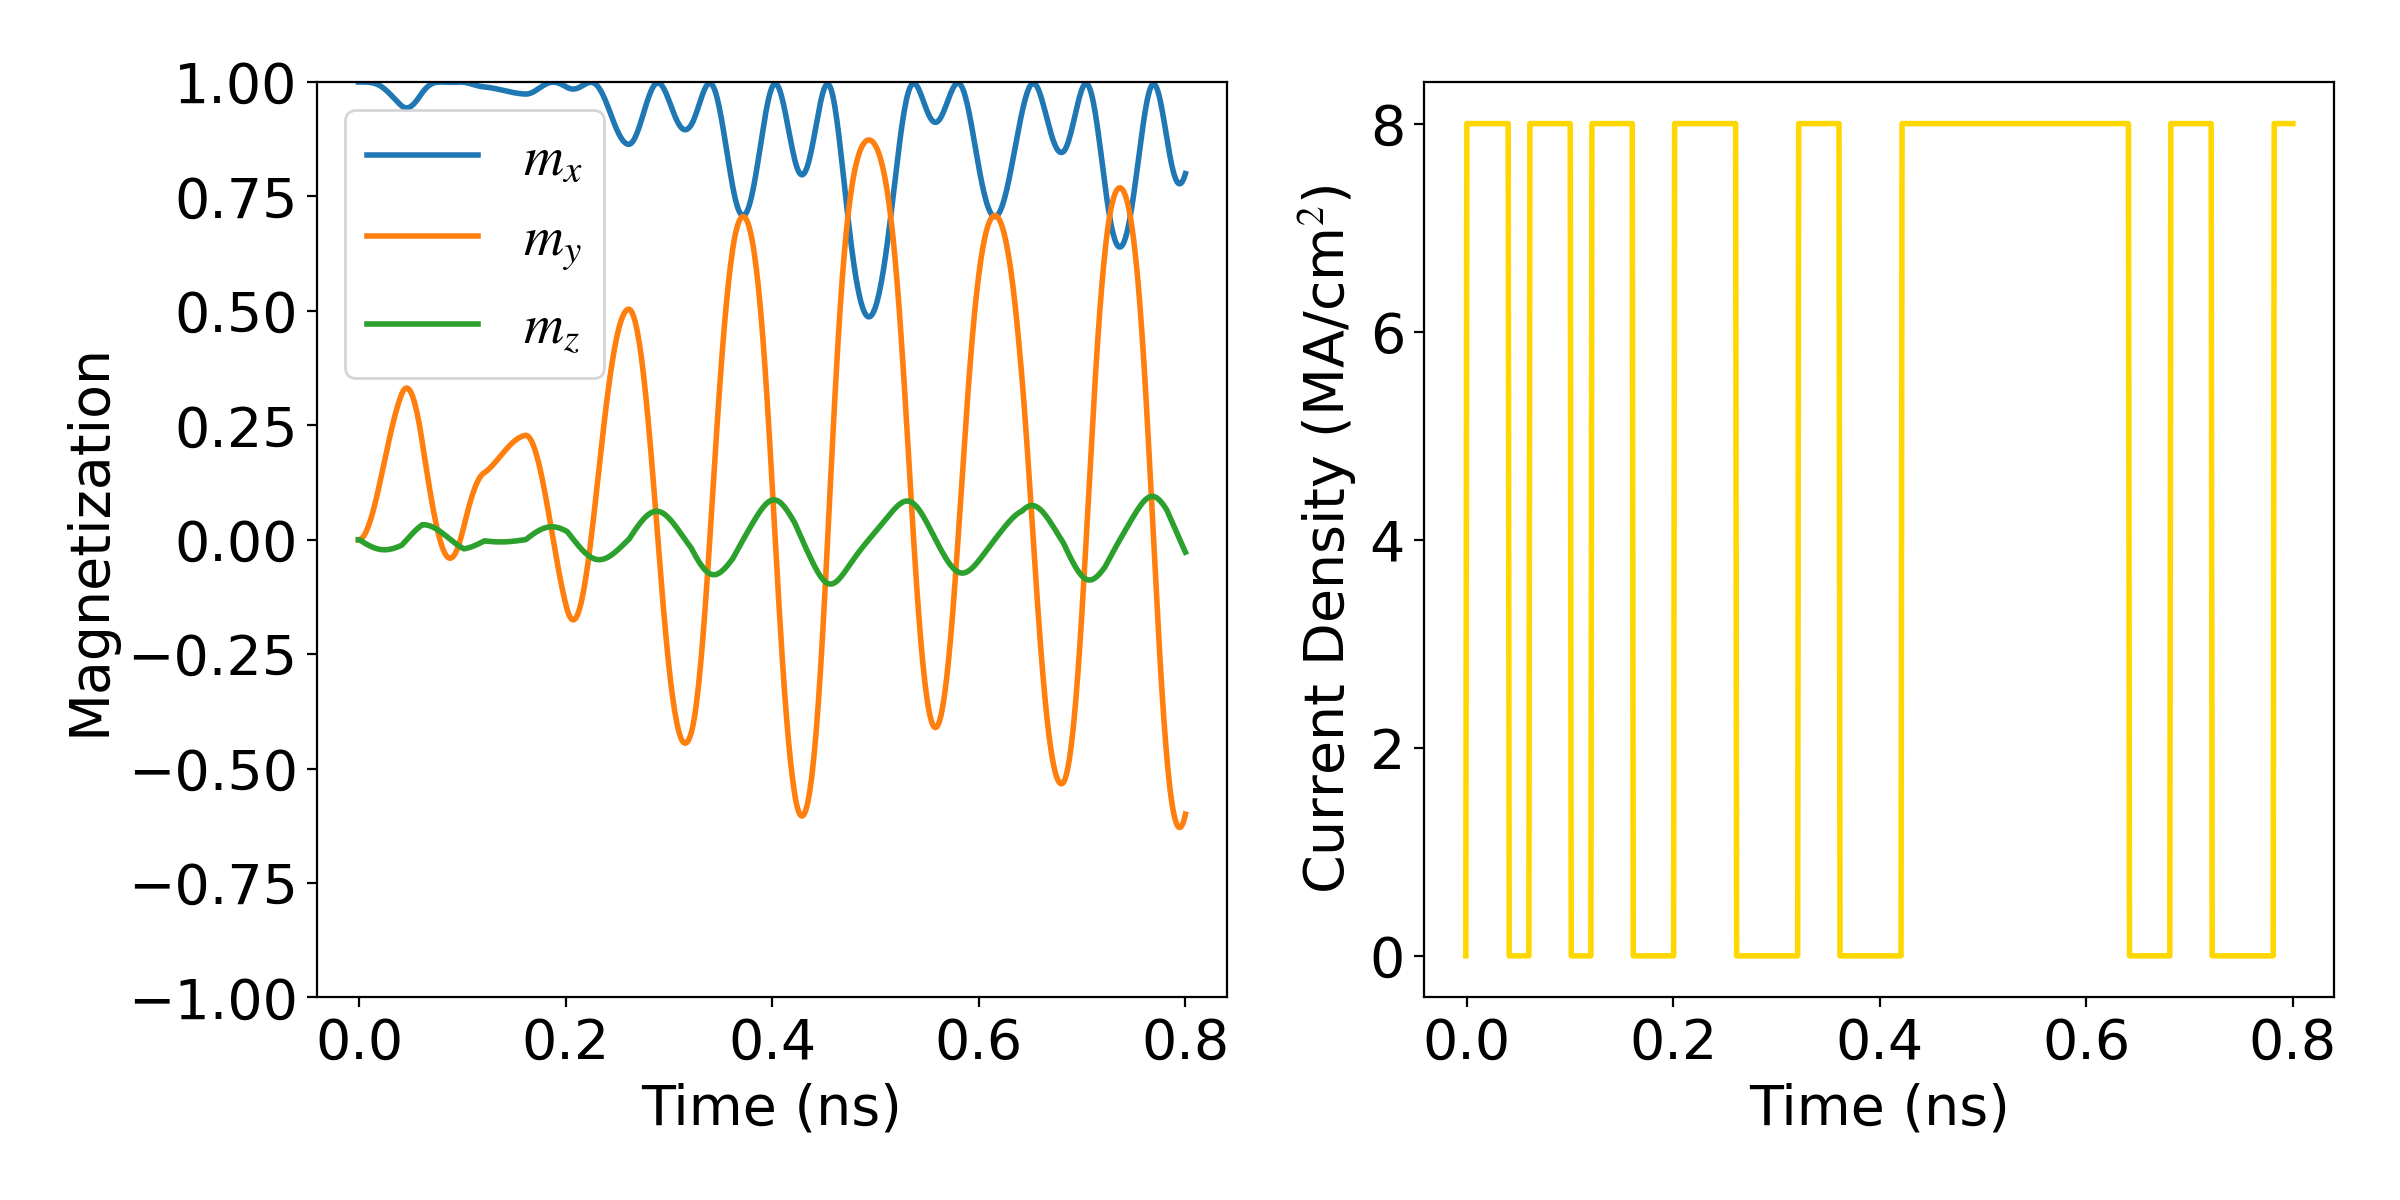 Magnetization
1.00
0.75
0.50
0.25
0.00
−0.25
−0.50
−0.75
−1.00
m_x
m_y
m_z
0.0 0.2 0.4 0.6 0.8
Time (ns)
Current Density (MA/cm²)
8
6
4
2
0
0.0 0.2 0.4 0.6 0.8
Time (ns)